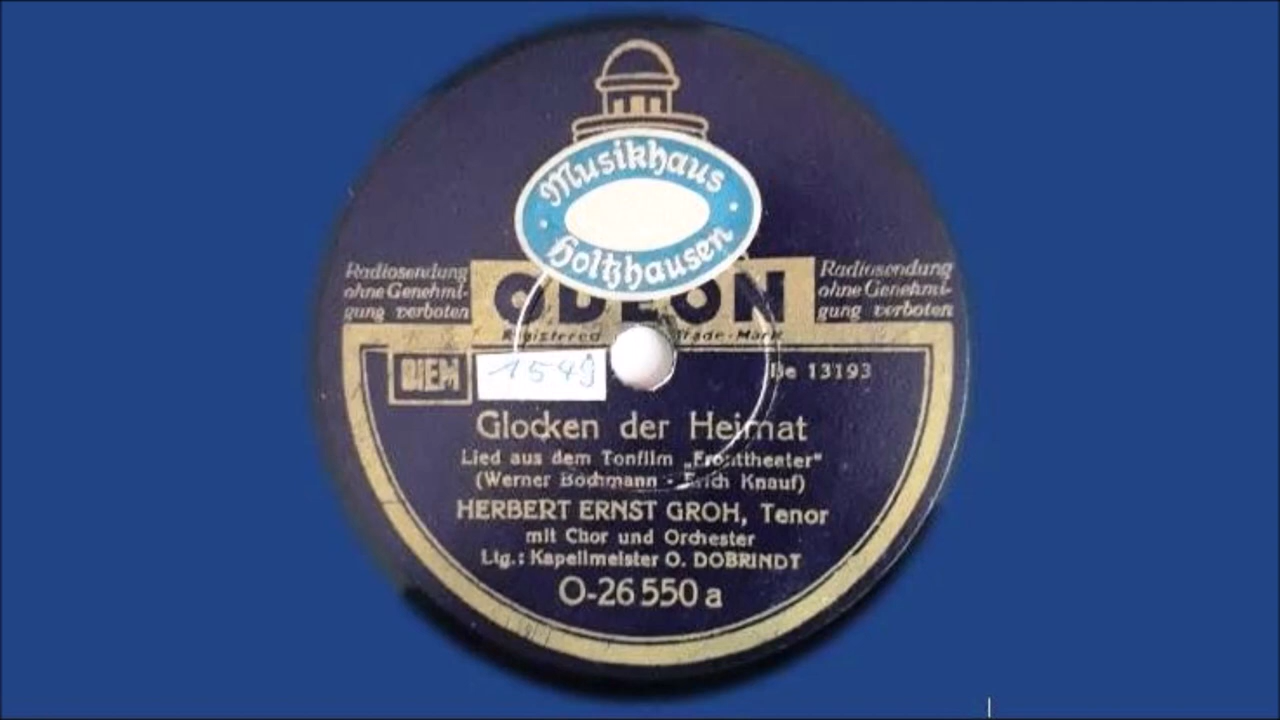 Musikhaus
Holtzhausen
Radiosendung
ohne Genehmi-
gung verboten
ODEON
Radiosendung
ohne Genehmi-
gung verboten
Registered Trade-Mark
BIEM
1549
Be 13193
Glocken der Heimat
Lied aus dem Tonfilm „Fronttheater“
(Werner Bochmann - Erich Knauf)
HERBERT ERNST GROH, Tenor
mit Chor und Orchester
Ltg.: Kapellmeister O. DOBRINDT
O-26 550 a